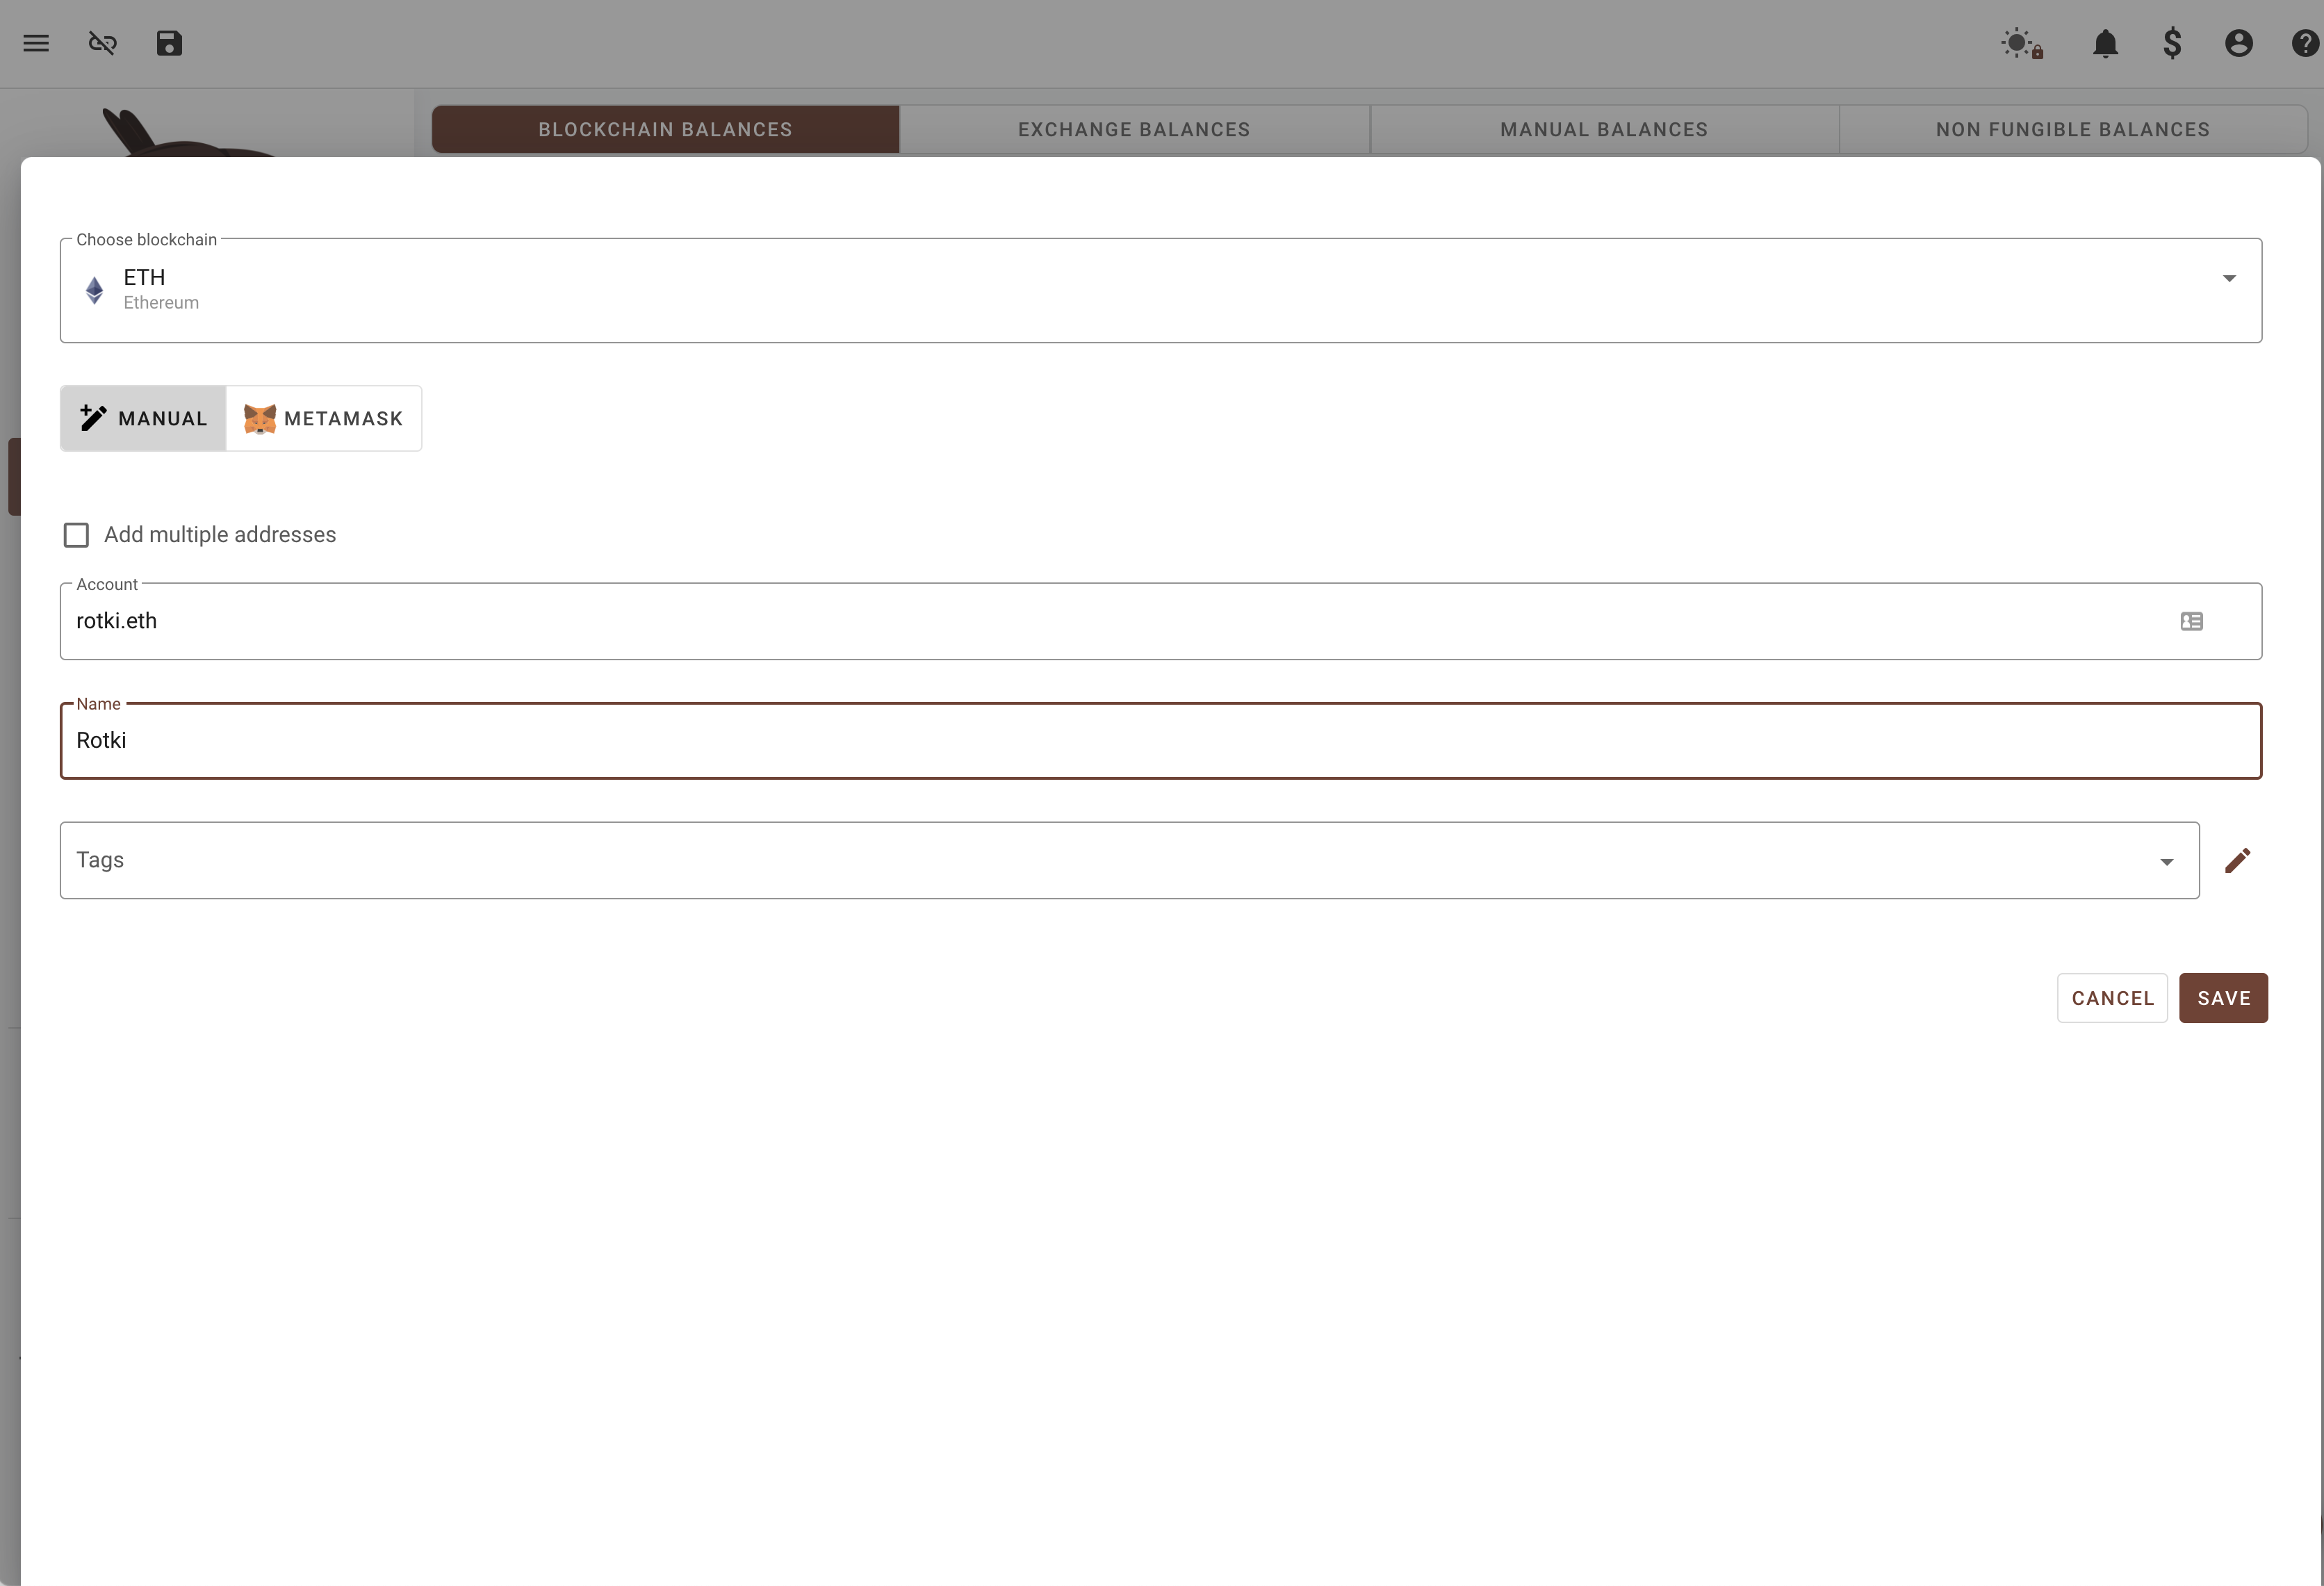 BLOCKCHAIN BALANCES
EXCHANGE BALANCES
MANUAL BALANCES
NON FUNGIBLE BALANCES
Choose blockchain
ETH
Ethereum
MANUAL
METAMASK
Add multiple addresses
Account
rotki.eth
Name
Rotki
Tags
CANCEL
SAVE